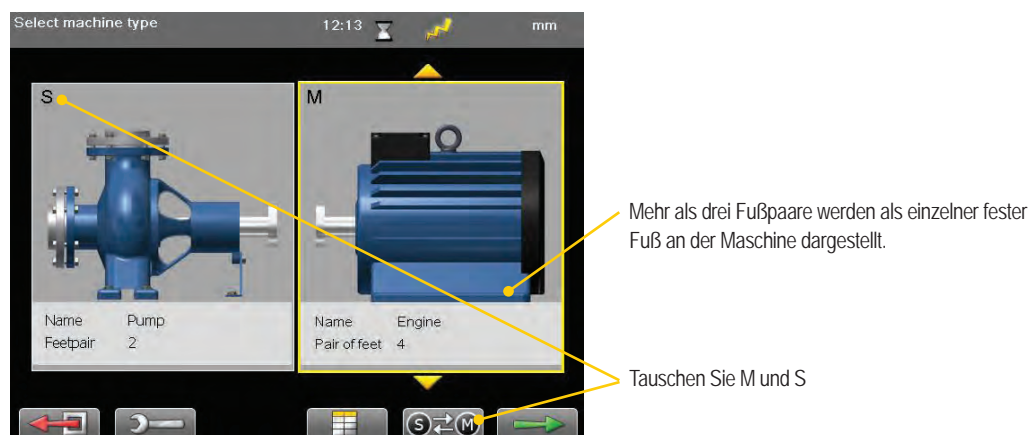 Select machine type 12:13 mm
S M
Name Pump
Feetpair 2
Name Engine
Pair of feet 4
Mehr als drei Fußpaare werden als einzelner fester
Fuß an der Maschine dargestellt.
Tauschen Sie M und S
S M